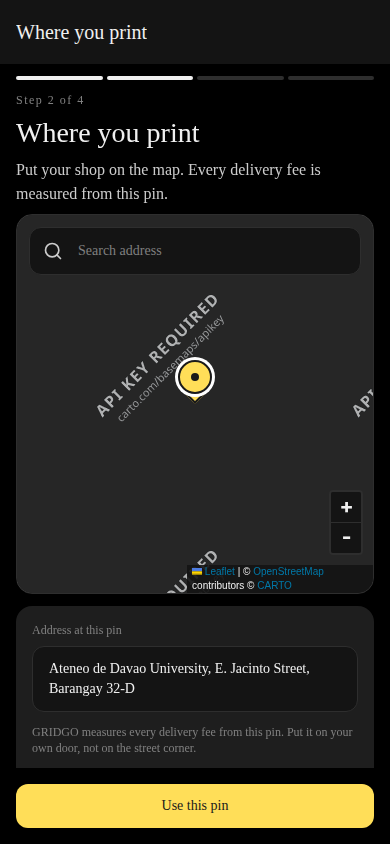 Where you print
Step 2 of 4
Where you print
Put your shop on the map. Every delivery fee is
measured from this pin.
Search address
API KEY REQUIRED
carto.com/basemaps/apikey
API
+
-
Leaflet | © OpenStreetMap
contributors © CARTO
Address at this pin
Ateneo de Davao University, E. Jacinto Street,
Barangay 32-D
GRIDGO measures every delivery fee from this pin. Put it on your
own door, not on the street corner.
Use this pin